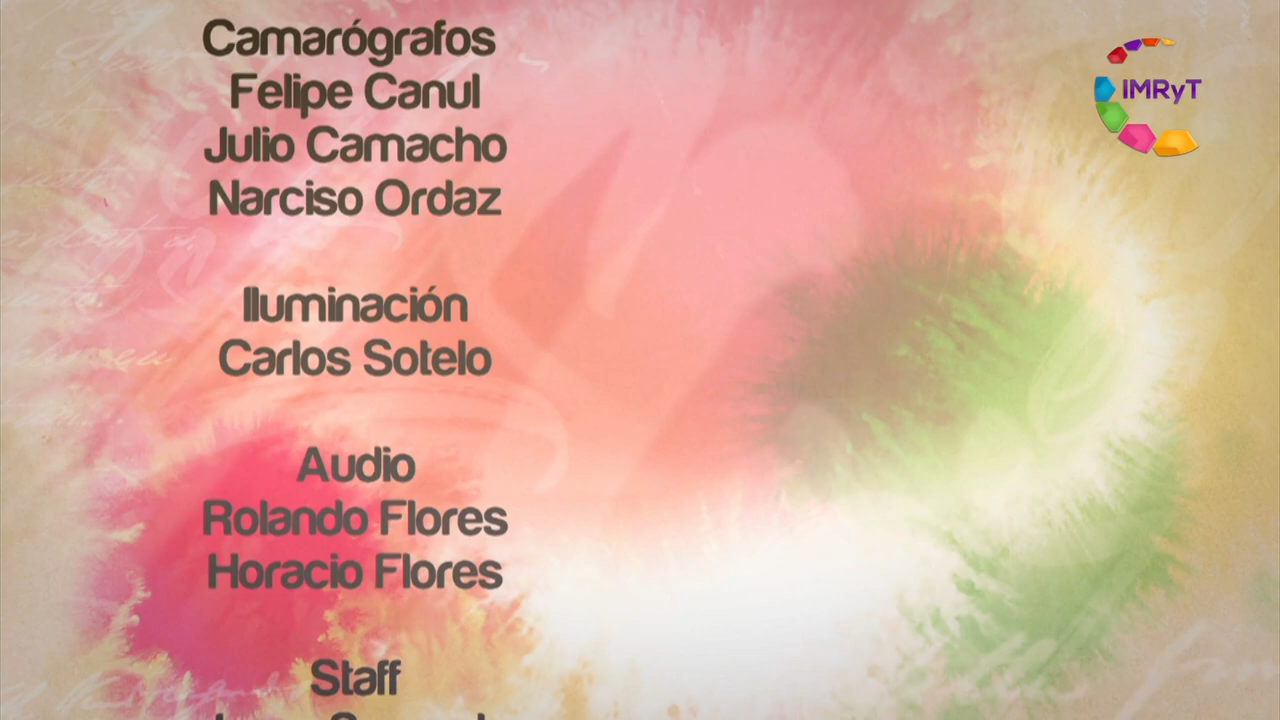 Camarógrafos
Felipe Canul
Julio Camacho
Narciso Ordaz
Iluminación
Carlos Sotelo
Audio
Rolando Flores
Horacio Flores
Staff
IMRyT